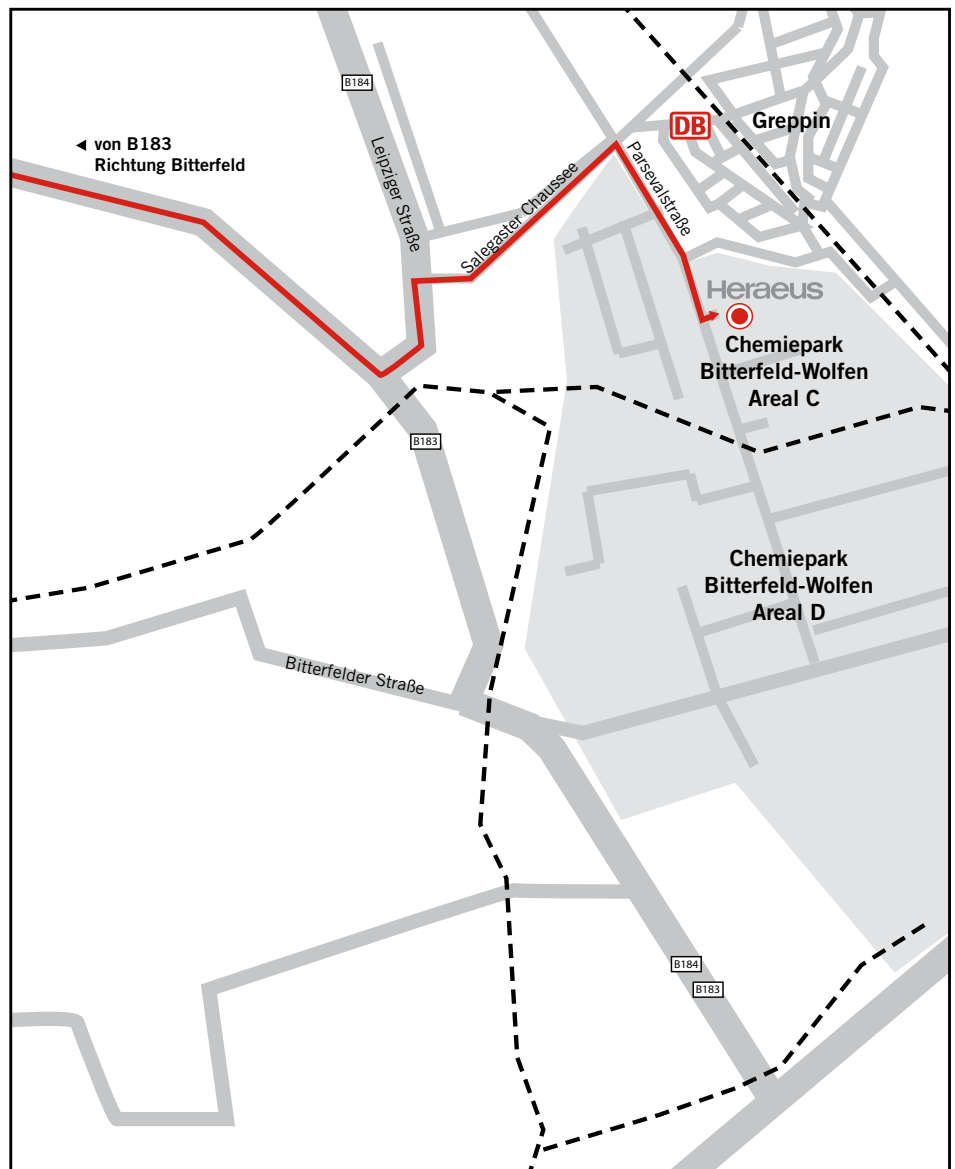 B184
DB
Greppin
◄ von B183
Richtung Bitterfeld
Leipziger Straße
Salegaster Chaussee
Parsevalstraße
Heraeus
Chemiepark
Bitterfeld-Wolfen
Areal C
B183
Chemiepark
Bitterfeld-Wolfen
Areal D
Bitterfelder Straße
B184
B183